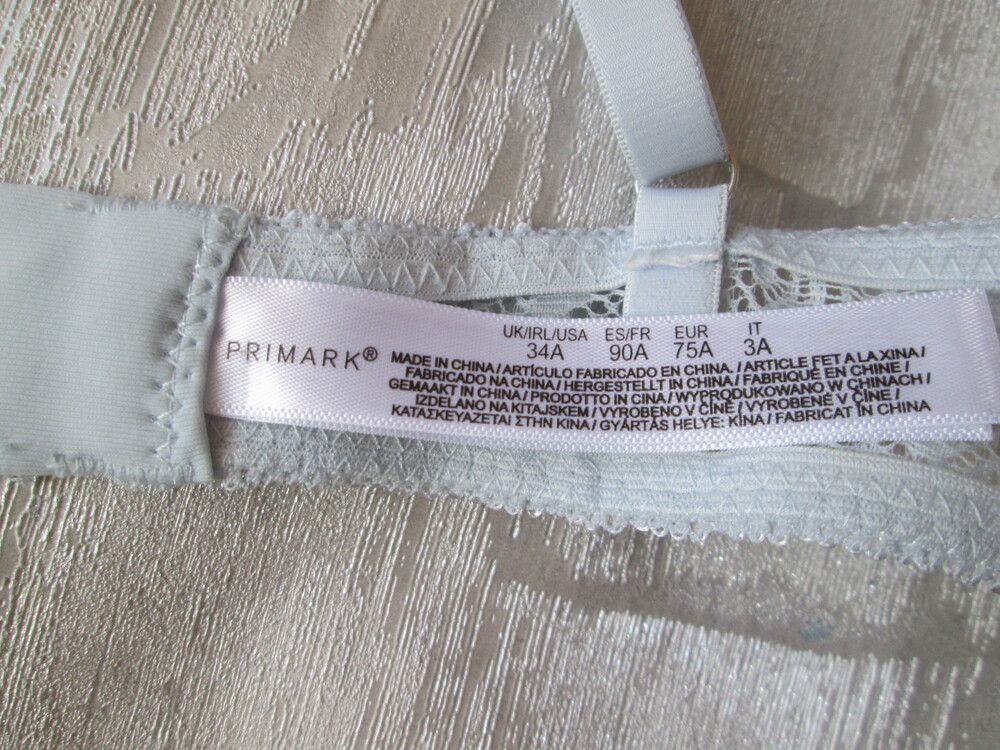 PRIMARK®
UK/IRL/USA ES/FR EUR IT
34A 90A 75A 3A
MADE IN CHINA / ARTÍCULO FABRICADO EN CHINA. / ARTICLE FET A LA XINA /
FABRICADO NA CHINA / HERGESTELLT IN CHINA / FABRIQUÉ EN CHINE /
GEMAAKT IN CHINA / PRODOTTO IN CINA / WYPRODUKOWANO W CHINACH /
IZDELANO NA KITAJSKEM / VYROBENO V ČÍNĚ / VYROBENÉ V ČÍNE /
ΚΑΤΑΣΚΕΥΑΖΕΤΑΙ ΣΤΗΝ ΚΙΝΑ / GYÁRTÁS HELYE: KÍNA / FABRICAT ÎN CHINA